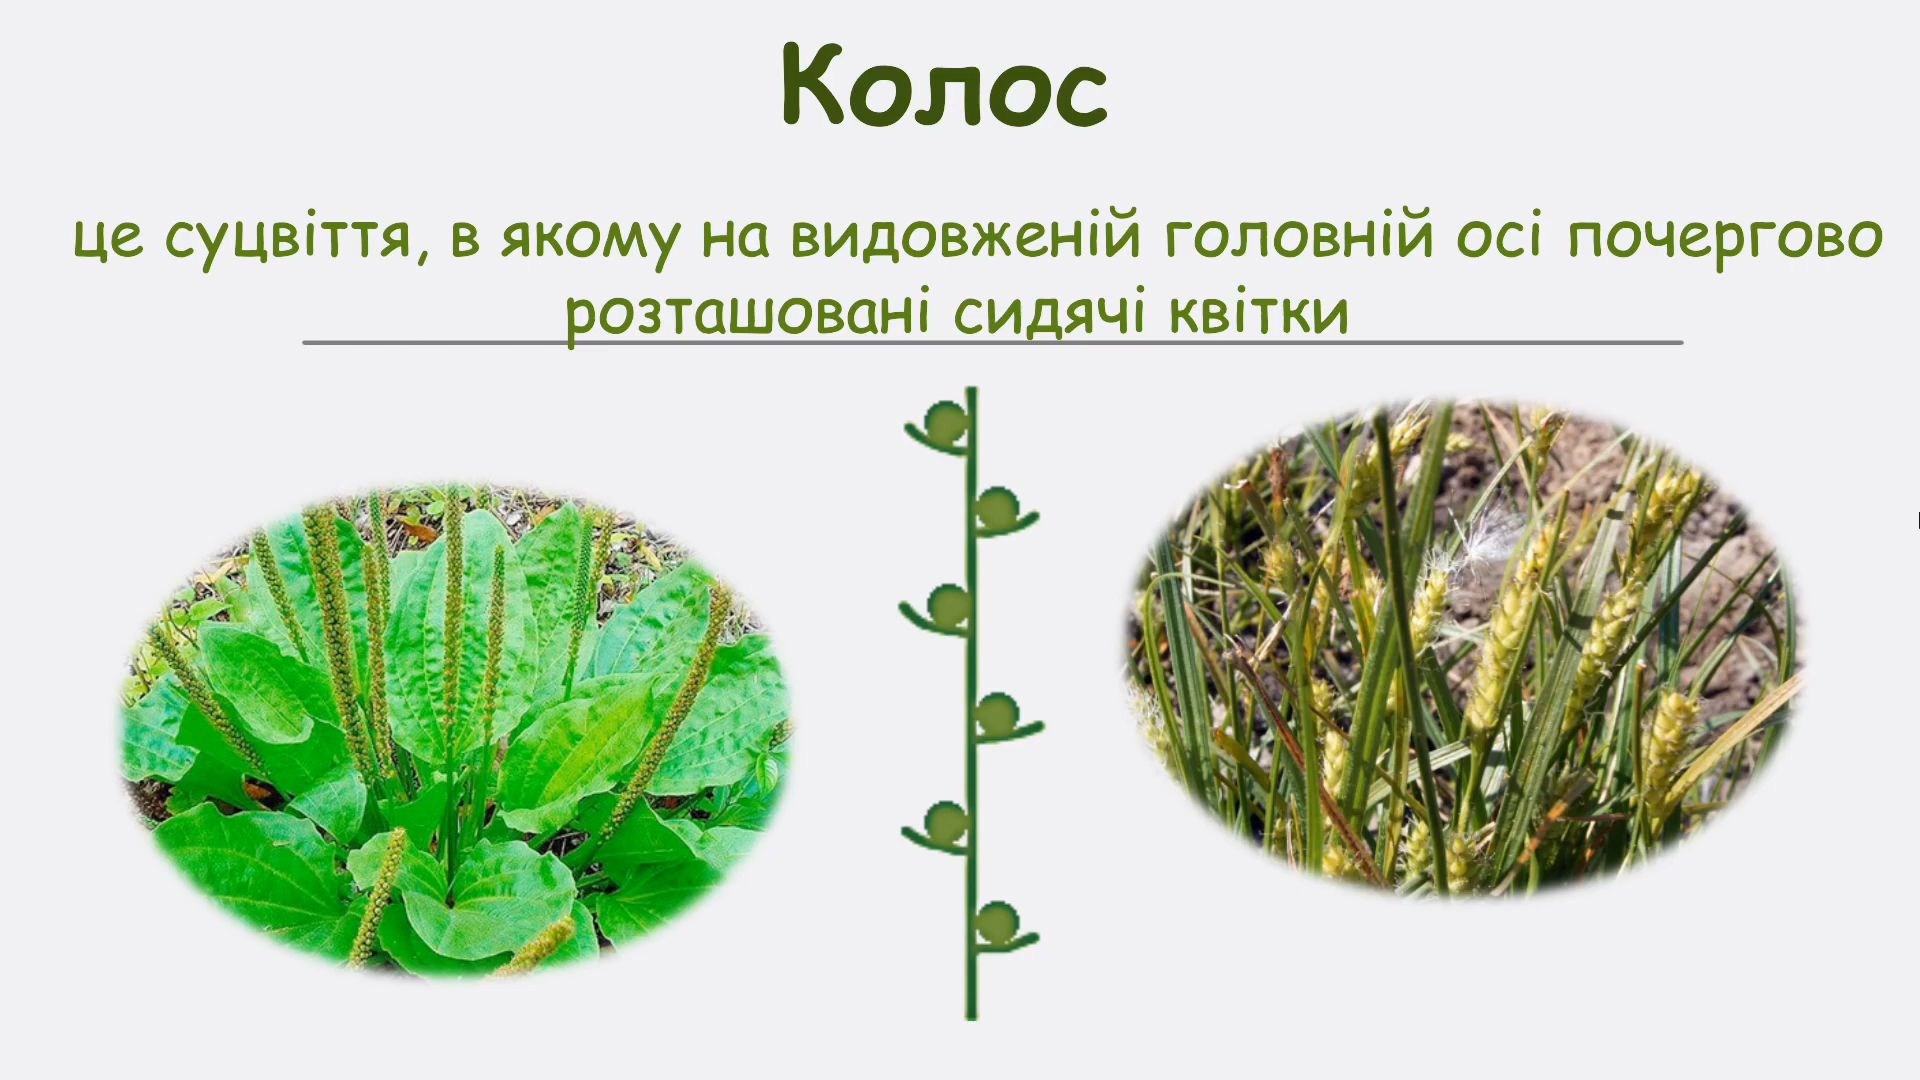 Колос
це суцвіття, в якому на видовженій головній осі почергово
розташовані сидячі квітки